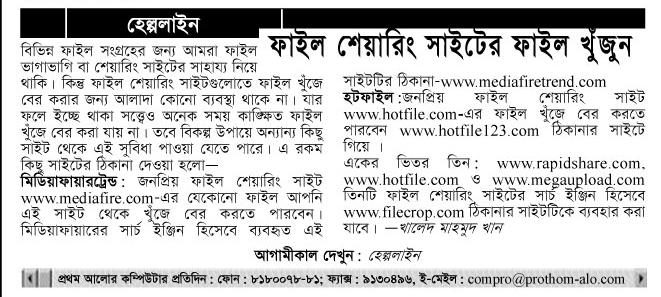 হেল্পলাইন
ফাইল শেয়ারিং সাইটের ফাইল খুঁজুন
বিভিন্ন ফাইল সংগ্রহের জন্য আমরা ফাইল
ভাগাভাগি বা শেয়ারিং সাইটের সাহায্য নিয়ে
থাকি। কিন্তু ফাইল শেয়ারিং সাইটগুলোতে ফাইল খুঁজে
বের করার জন্য আলাদা কোনো ব্যবস্থা থাকে না। যার
ফলে ইচ্ছে থাকা সত্ত্বেও অনেক সময় কাঙ্ক্ষিত ফাইল
খুঁজে বের করা যায় না। তবে বিকল্প উপায়ে অন্যান্য কিছু
সাইট থেকে এই সুবিধা পাওয়া যেতে পারে। এ রকম
কিছু সাইটের ঠিকানা দেওয়া হলো—
মিডিয়াফায়ারট্রেন্ড: জনপ্রিয় ফাইল শেয়ারিং সাইট
www.mediafire.com-এর যেকোনো ফাইল আপনি
এই সাইট থেকে খুঁজে বের করতে পারবেন।
মিডিয়াফায়ারের সার্চ ইঞ্জিন হিসেবে ব্যবহৃত এই
সাইটটির ঠিকানা-www.mediafiretrend.com
হটফাইল: জনপ্রিয় ফাইল শেয়ারিং সাইট
www.hotfile.com-এর ফাইল খুঁজে বের করতে
পারবেন www.hotfile123.com ঠিকানার সাইটে
গিয়ে।
একের ভিতর তিন: www.rapidshare.com,
www.hotfile.com ও www.megaupload.com
তিনটি ফাইল শেয়ারিং সাইটের সার্চ ইঞ্জিন হিসেবে
www.filecrop.com ঠিকানার সাইটটিকে ব্যবহার করা
যাবে। —খালেদ মাহমুদ খান
আগামীকাল দেখুন: হেল্পলাইন
প্রথম আলোর কম্পিউটার প্রতিদিন: ফোন: ৮১৮০০৭৮-৮১; ফ্যাক্স: ৯১৩০৪৯৬, ই-মেইল: compro@prothom-alo.com